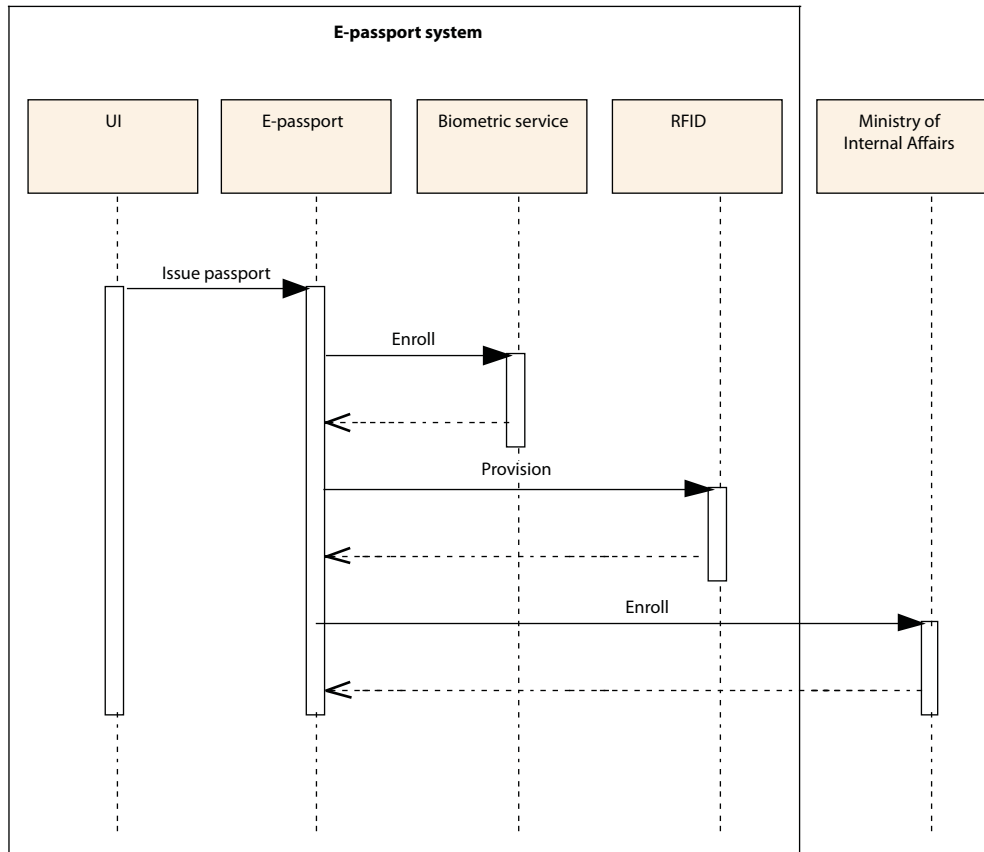 E-passport system
UI
E-passport
Biometric service
RFID
Ministry of
Internal Affairs
Issue passport
Enroll
Provision
Enroll